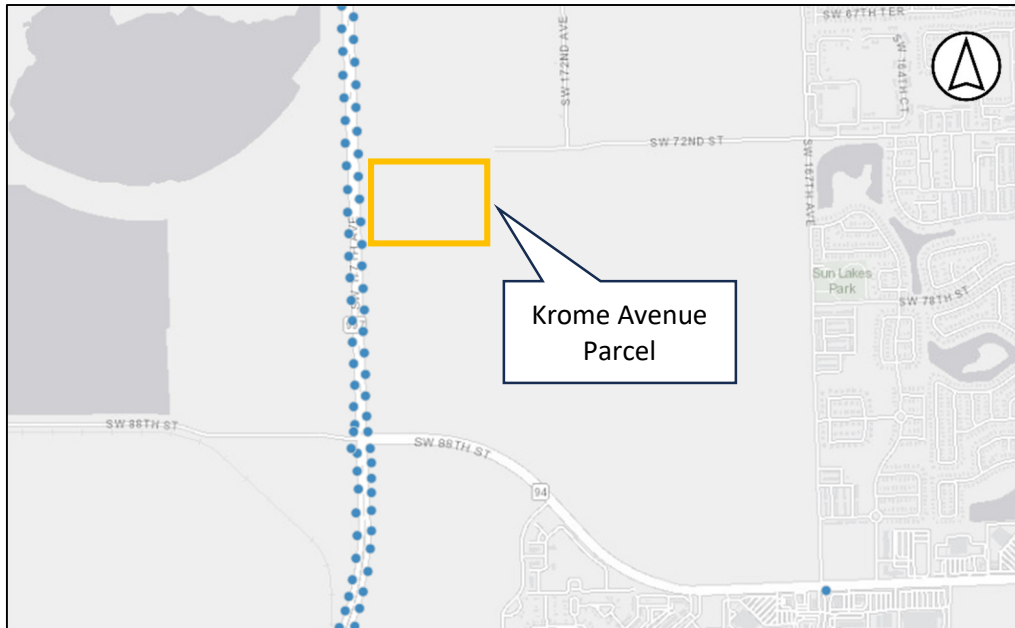 SW 67TH TER
SW 172ND AVE
SW 164TH CT
SW 72ND ST
SW 167TH AVE
Sun Lakes
Park
SW 78TH ST
Krome Avenue
Parcel
SW 88TH ST
SW 88TH ST
94